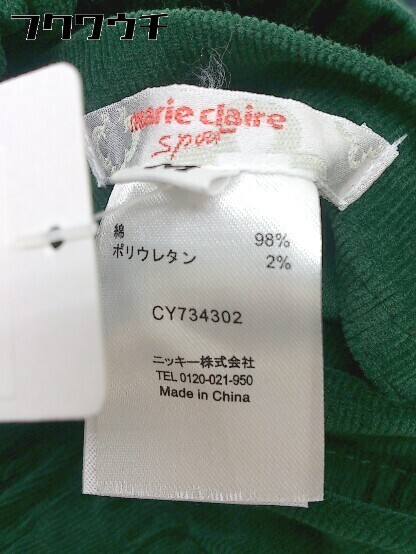 フクウウチ
marie claire
sport
綿 98%
ポリウレタン 2%
CY734302
ニッキー株式会社
TEL 0120-021-950
Made in China